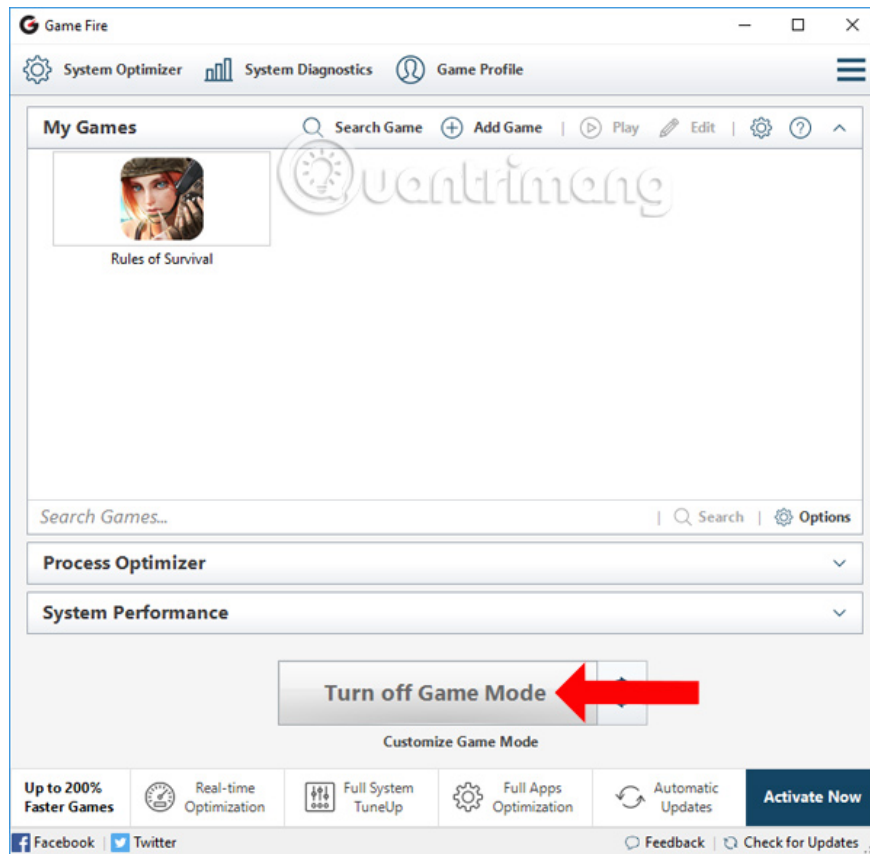 Game Fire
System Optimizer System Diagnostics Game Profile
My Games Search Game Add Game | Play Edit |
Quantrimang
Rules of Survival
Search Games... | Search | Options
Process Optimizer
System Performance
Turn off Game Mode
Customize Game Mode
Up to 200% Faster Games
Real-time Optimization
Full System TuneUp
Full Apps Optimization
Automatic Updates
Activate Now
Facebook | Twitter Feedback | Check for Updates